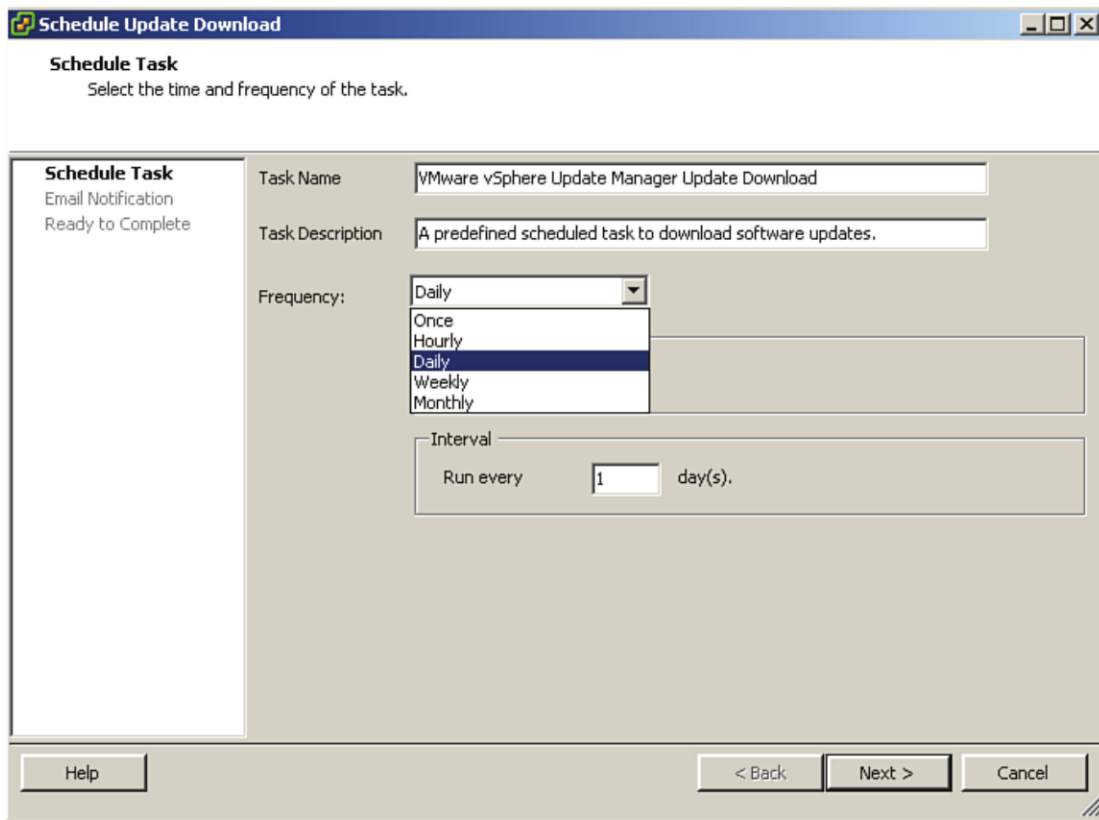 Schedule Update Download
Schedule Task
Select the time and frequency of the task.
Schedule Task
Email Notification
Ready to Complete
Task Name
VMware vSphere Update Manager Update Download
Task Description
A predefined scheduled task to download software updates.
Frequency:
Daily
Once
Hourly
Daily
Weekly
Monthly
Interval
Run every 1 day(s).
Help
< Back
Next >
Cancel